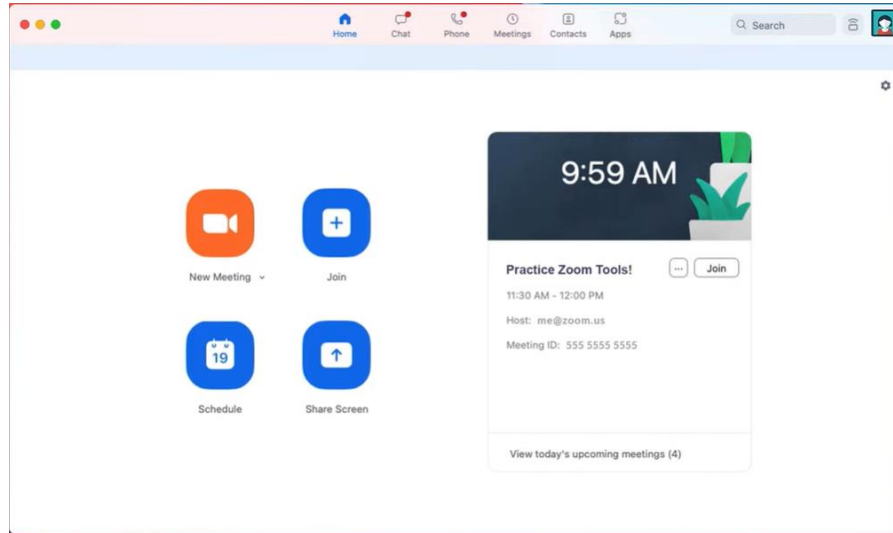 Home
Chat
Phone
Meetings
Contacts
Apps
Search
9:59 AM
New Meeting
Join
Practice Zoom Tools!
...
Join
11:30 AM - 12:00 PM
Host: me@zoom.us
Meeting ID: 555 5555 5555
19
Schedule
Share Screen
View today's upcoming meetings (4)